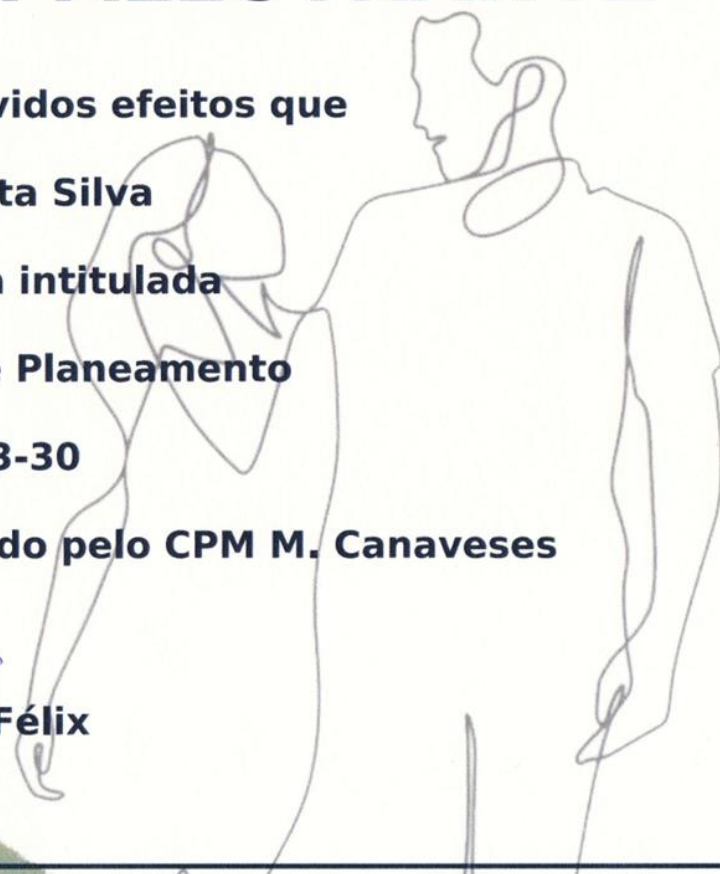 vidos efeitos que
ta Silva
intitulada
Planeamento
3-30
do pelo CPM M. Canaveses
Félix